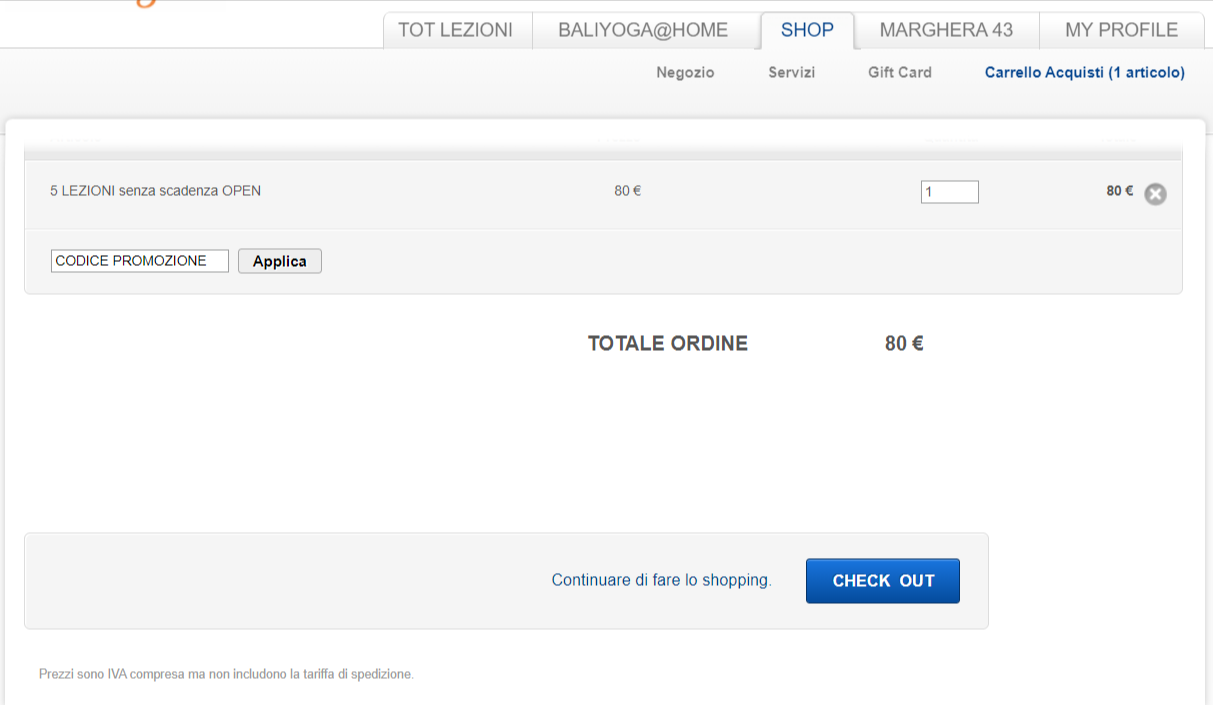 TOT LEZIONI BALIYOGA@HOME SHOP MARGHERA 43 MY PROFILE
Negozio Servizi Gift Card Carrello Acquisti (1 articolo)
5 LEZIONI senza scadenza OPEN 80 € 1 80 €
CODICE PROMOZIONE Applica
TOTALE ORDINE 80 €
Continuare di fare lo shopping. CHECK OUT
Prezzi sono IVA compresa ma non includono la tariffa di spedizione.